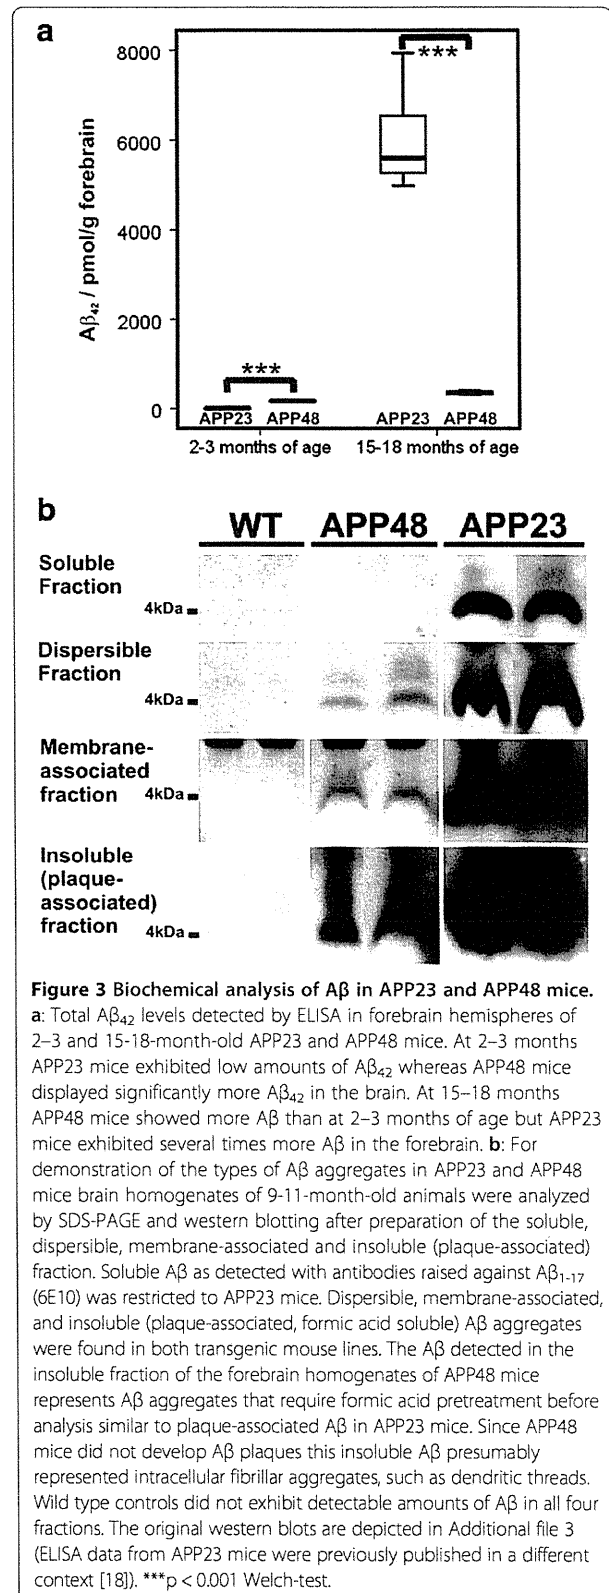 a
8000
6000
4000
2000
0
Aβ₄₂ / pmol/g forebrain
***
***
APP23 APP48 APP23 APP48
2-3 months of age 15-18 months of age
b
WT APP48 APP23
Soluble
Fraction
4kDa
Dispersible
Fraction
4kDa
Membrane-
associated
fraction
4kDa
Insoluble
(plaque-
associated)
fraction
4kDa
Figure 3 Biochemical analysis of Aβ in APP23 and APP48 mice.
a: Total Aβ₄₂ levels detected by ELISA in forebrain hemispheres of
2–3 and 15-18-month-old APP23 and APP48 mice. At 2–3 months
APP23 mice exhibited low amounts of Aβ₄₂ whereas APP48 mice
displayed significantly more Aβ₄₂ in the brain. At 15–18 months
APP48 mice showed more Aβ than at 2–3 months of age but APP23
mice exhibited several times more Aβ in the forebrain. b: For
demonstration of the types of Aβ aggregates in APP23 and APP48
mice brain homogenates of 9-11-month-old animals were analyzed
by SDS-PAGE and western blotting after preparation of the soluble,
dispersible, membrane-associated and insoluble (plaque-associated)
fraction. Soluble Aβ as detected with antibodies raised against Aβ₁₋₁₇
(6E10) was restricted to APP23 mice. Dispersible, membrane-associated,
and insoluble (plaque-associated, formic acid soluble) Aβ aggregates
were found in both transgenic mouse lines. The Aβ detected in the
insoluble fraction of the forebrain homogenates of APP48 mice
represents Aβ aggregates that require formic acid pretreatment before
analysis similar to plaque-associated Aβ in APP23 mice. Since APP48
mice did not develop Aβ plaques this insoluble Aβ presumably
represented intracellular fibrillar aggregates, such as dendritic threads.
Wild type controls did not exhibit detectable amounts of Aβ in all four
fractions. The original western blots are depicted in Additional file 3
(ELISA data from APP23 mice were previously published in a different
context [18]). ***p < 0.001 Welch-test.